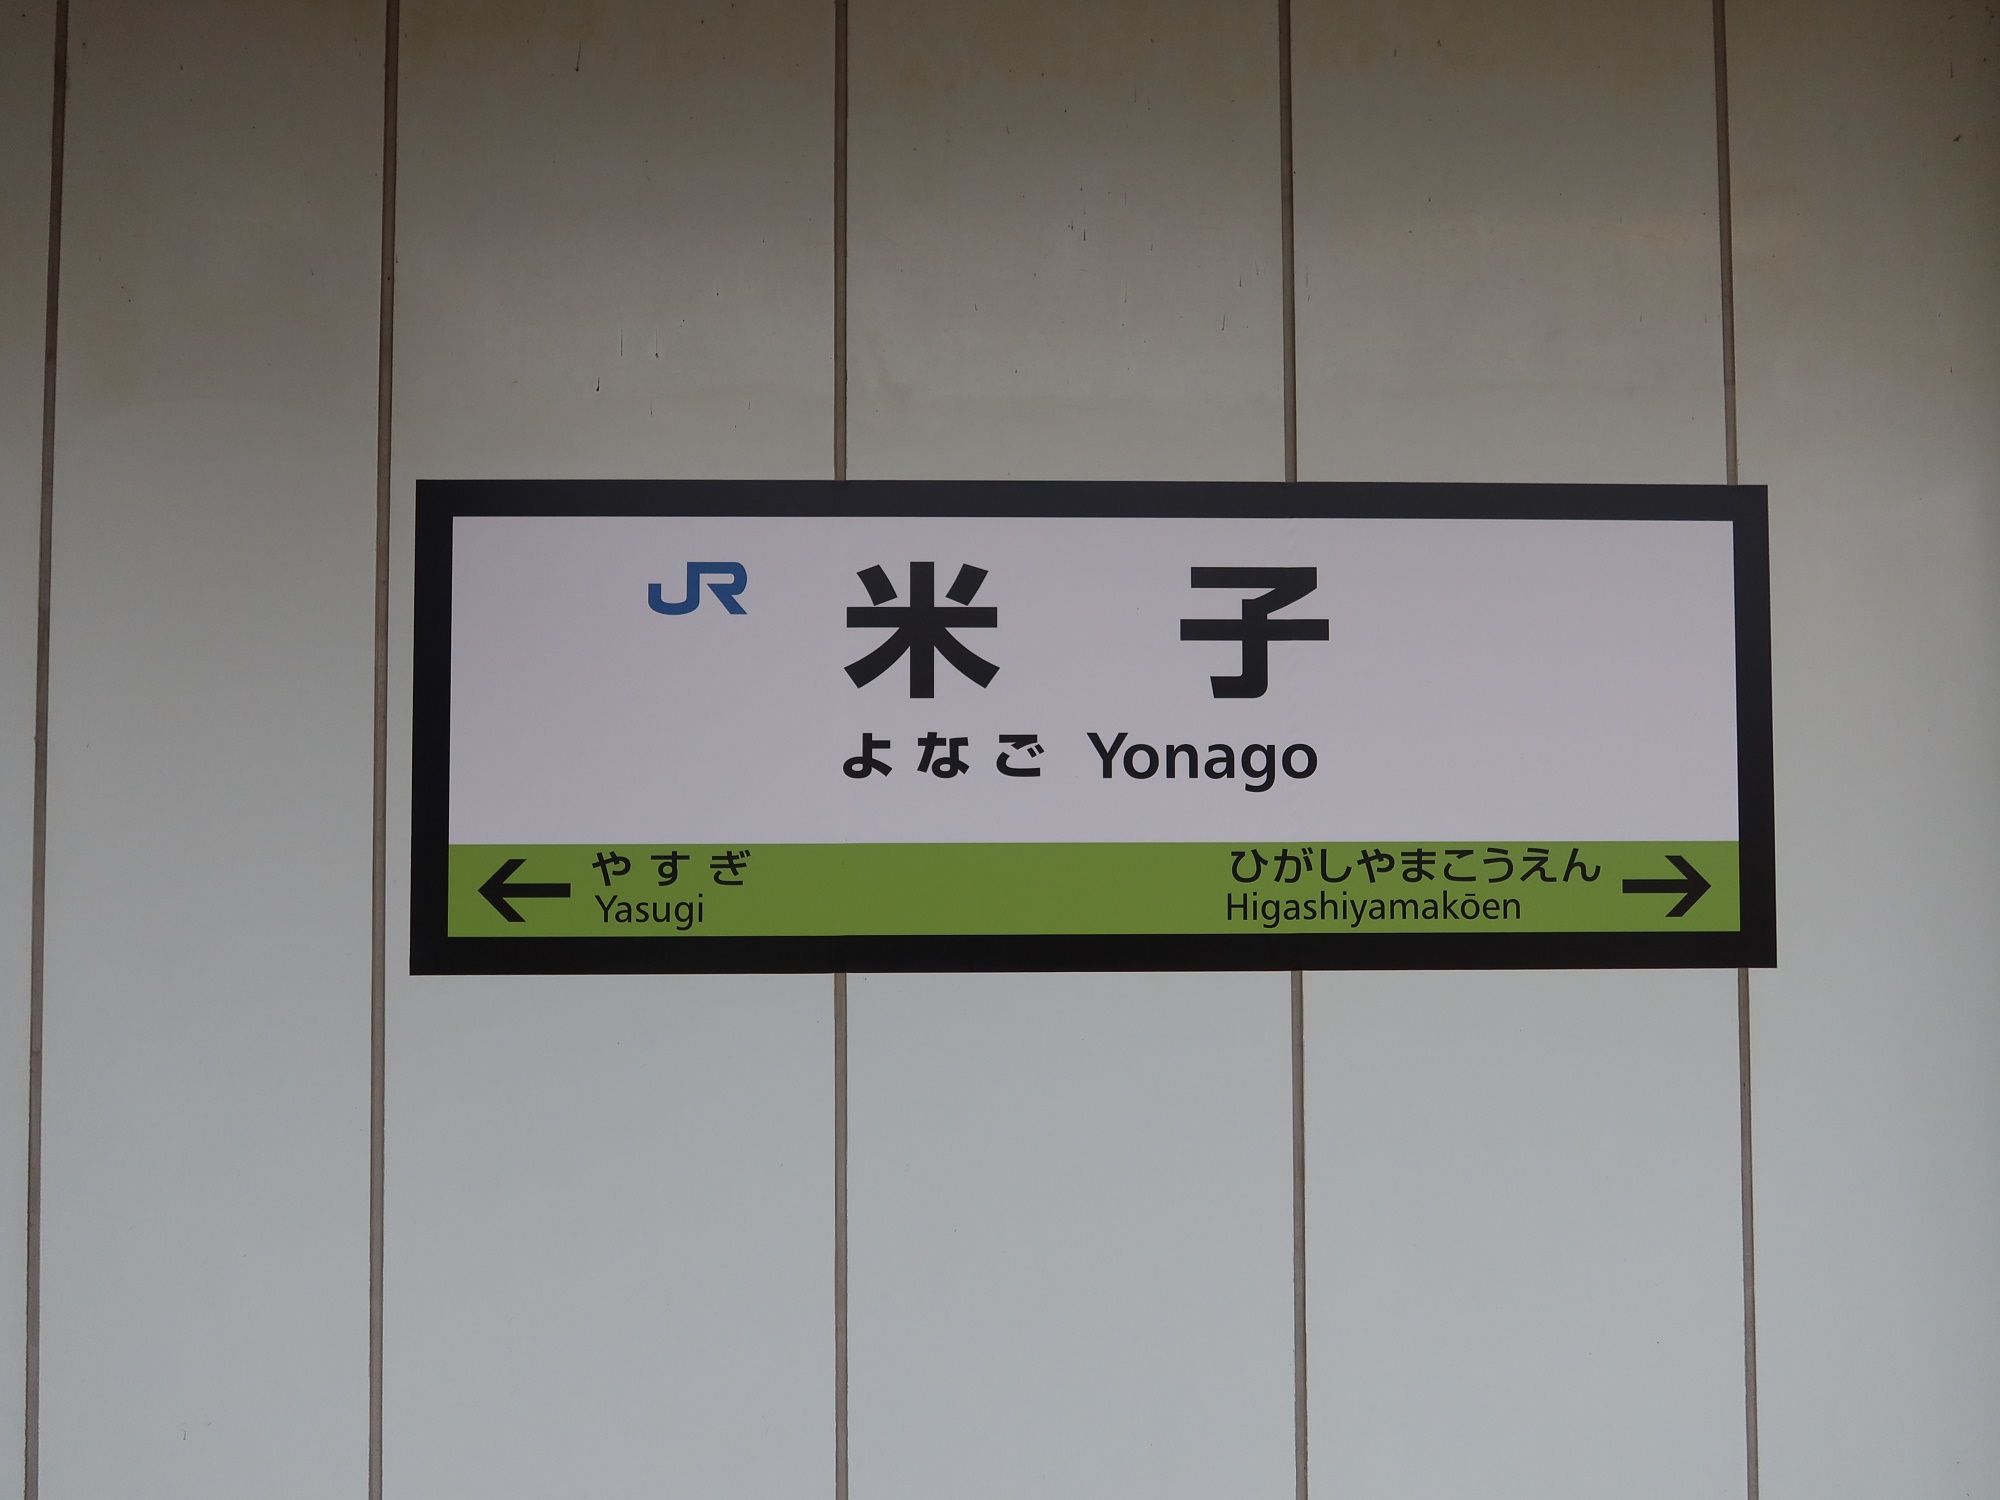 JR 米子
よなご Yonago
← やすぎ
Yasugi
ひがしやまこうえん →
Higashiyamakōen